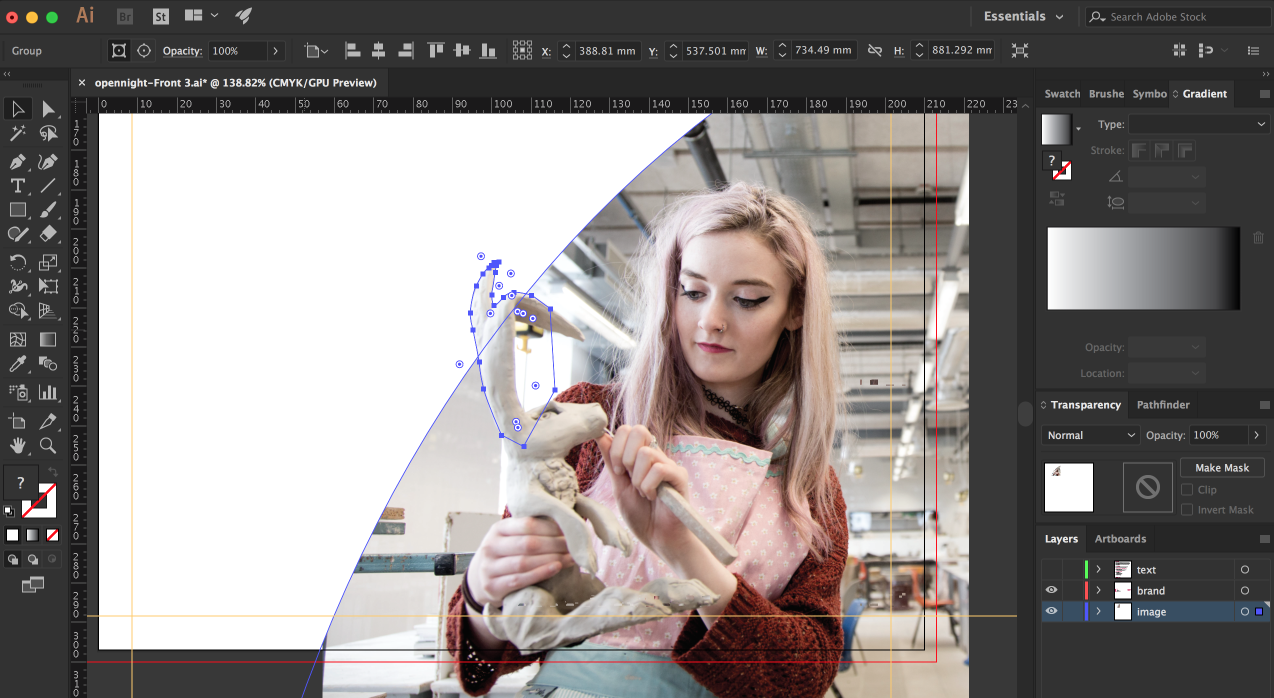 Ai Br St Essentials Search Adobe Stock
Group Opacity: 100% X: 388.81 mm Y: 537.501 mm W: 734.49 mm H: 881.292 mm
× opennight-Front 3.ai* @ 138.82% (CMYK/GPU Preview)
0 10 20 30 40 50 60 70 80 90 100 110 120 130 140 150 160 170 180 190 200 210 220 23
170
180
190
200
210
220
230
240
250
260
270
280
290
300
310
T
?
Swatch Brushe Symbo Gradient
Type:
Stroke:
?
Opacity:
Location:
Transparency Pathfinder
Normal Opacity: 100%
Make Mask
Clip
Invert Mask
Layers Artboards
text
brand
image